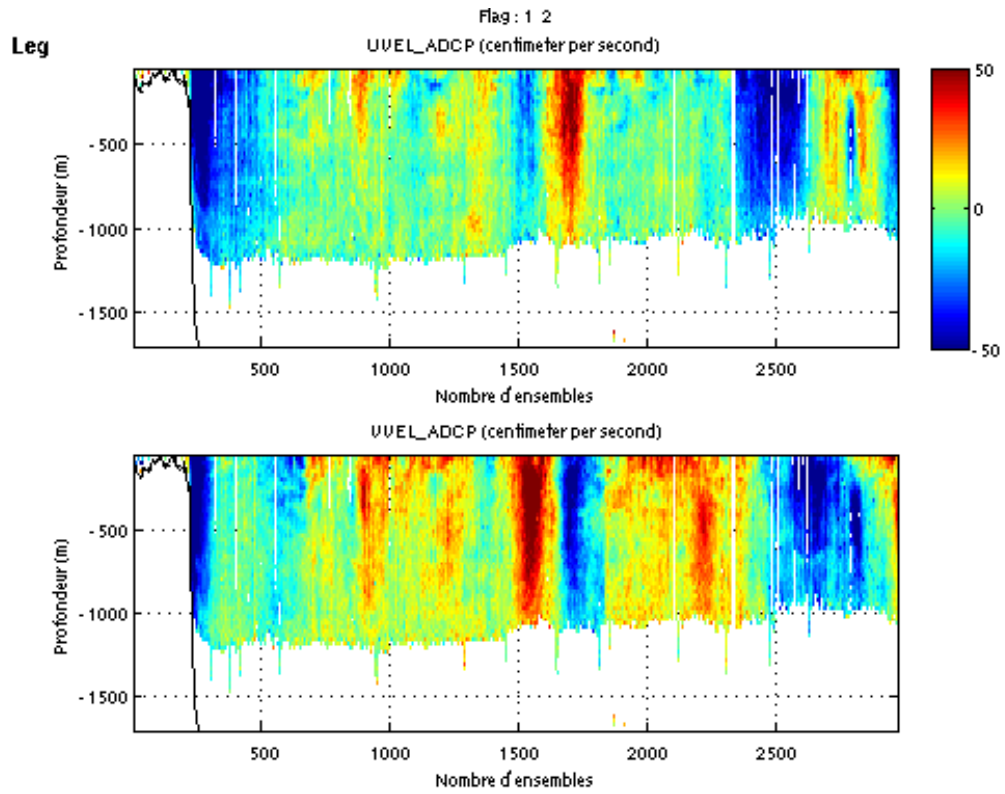 Flag : 1 2
Leg
UVEL_ADCP (centimeter per second)
50
0
-50
Profondeur (m)
-500
-1000
-1500
500
1000
1500
2000
2500
Nombre d'ensembles
VVEL_ADCP (centimeter per second)
Profondeur (m)
-500
-1000
-1500
500
1000
1500
2000
2500
Nombre d'ensembles